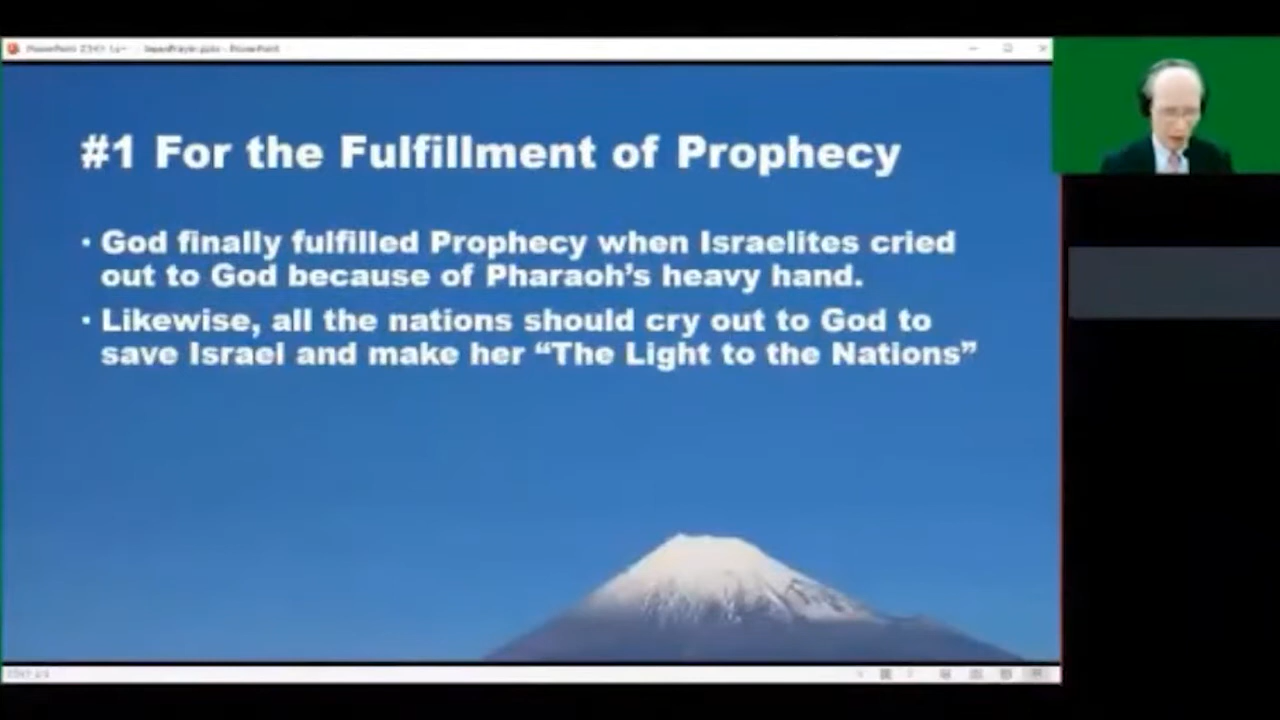 #1 For the Fulfillment of Prophecy
• God finally fulfilled Prophecy when Israelites cried
out to God because of Pharaoh’s heavy hand.
• Likewise, all the nations should cry out to God to
save Israel and make her “The Light to the Nations”